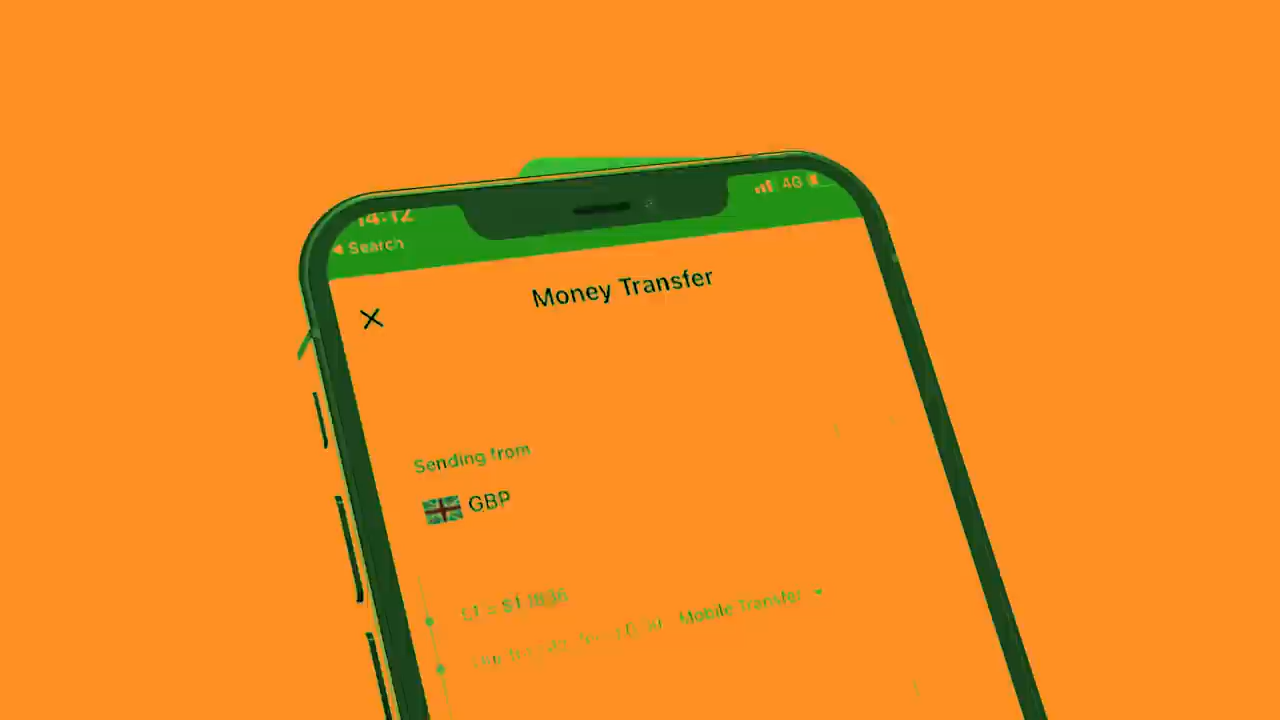 14:12
4G
Search
Money Transfer
Sending from
GBP
Mobile Transfer